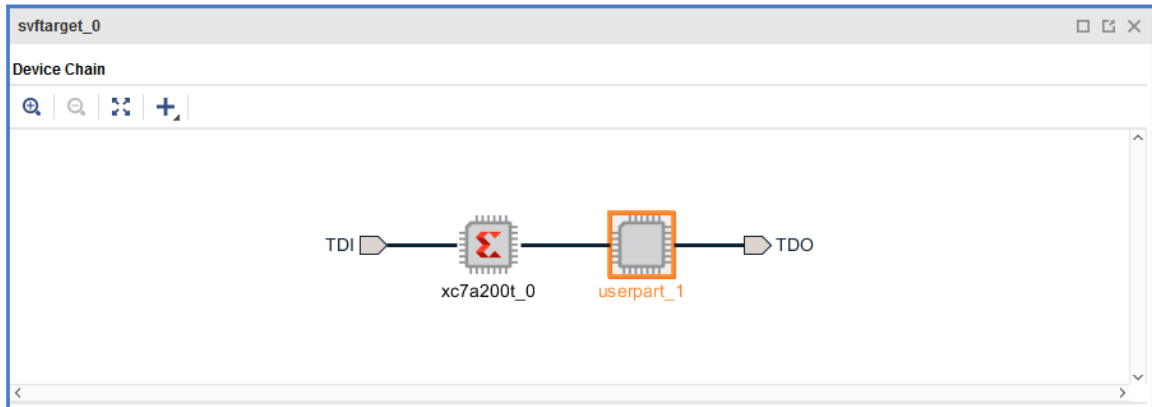 svftarget_0
Device Chain
TDI
TDO
xc7a200t_0
userpart_1